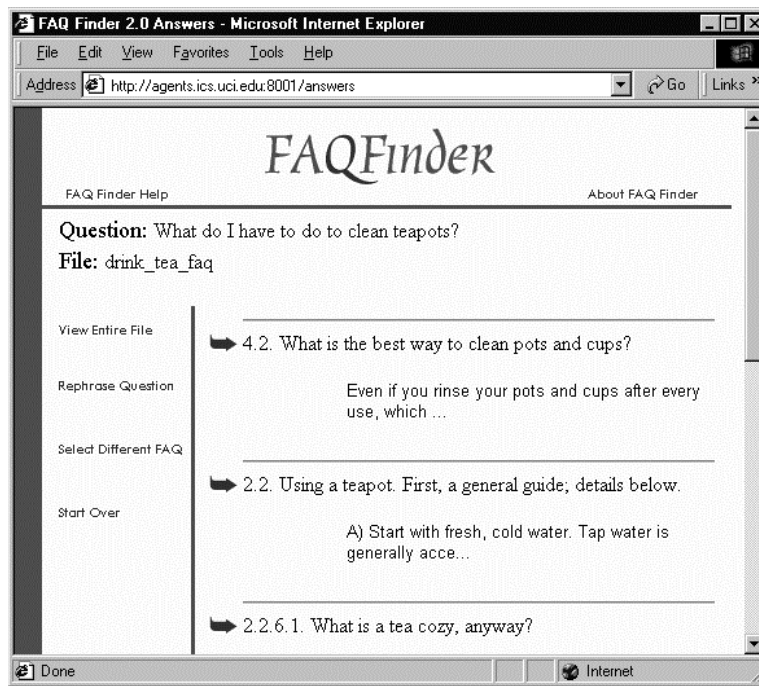 FAQ Finder 2.0 Answers - Microsoft Internet Explorer
File Edit View Favorites Tools Help
Address http://agents.ics.uci.edu:8001/answers Go Links »
FAQFinder
FAQ Finder Help About FAQ Finder
Question: What do I have to do to clean teapots?
File: drink_tea_faq
View Entire File
Rephrase Question
Select Different FAQ
Start Over
4.2. What is the best way to clean pots and cups?
Even if you rinse your pots and cups after every
use, which ...
2.2. Using a teapot. First, a general guide; details below.
A) Start with fresh, cold water. Tap water is
generally acce...
2.2.6.1. What is a tea cozy, anyway?
Done Internet